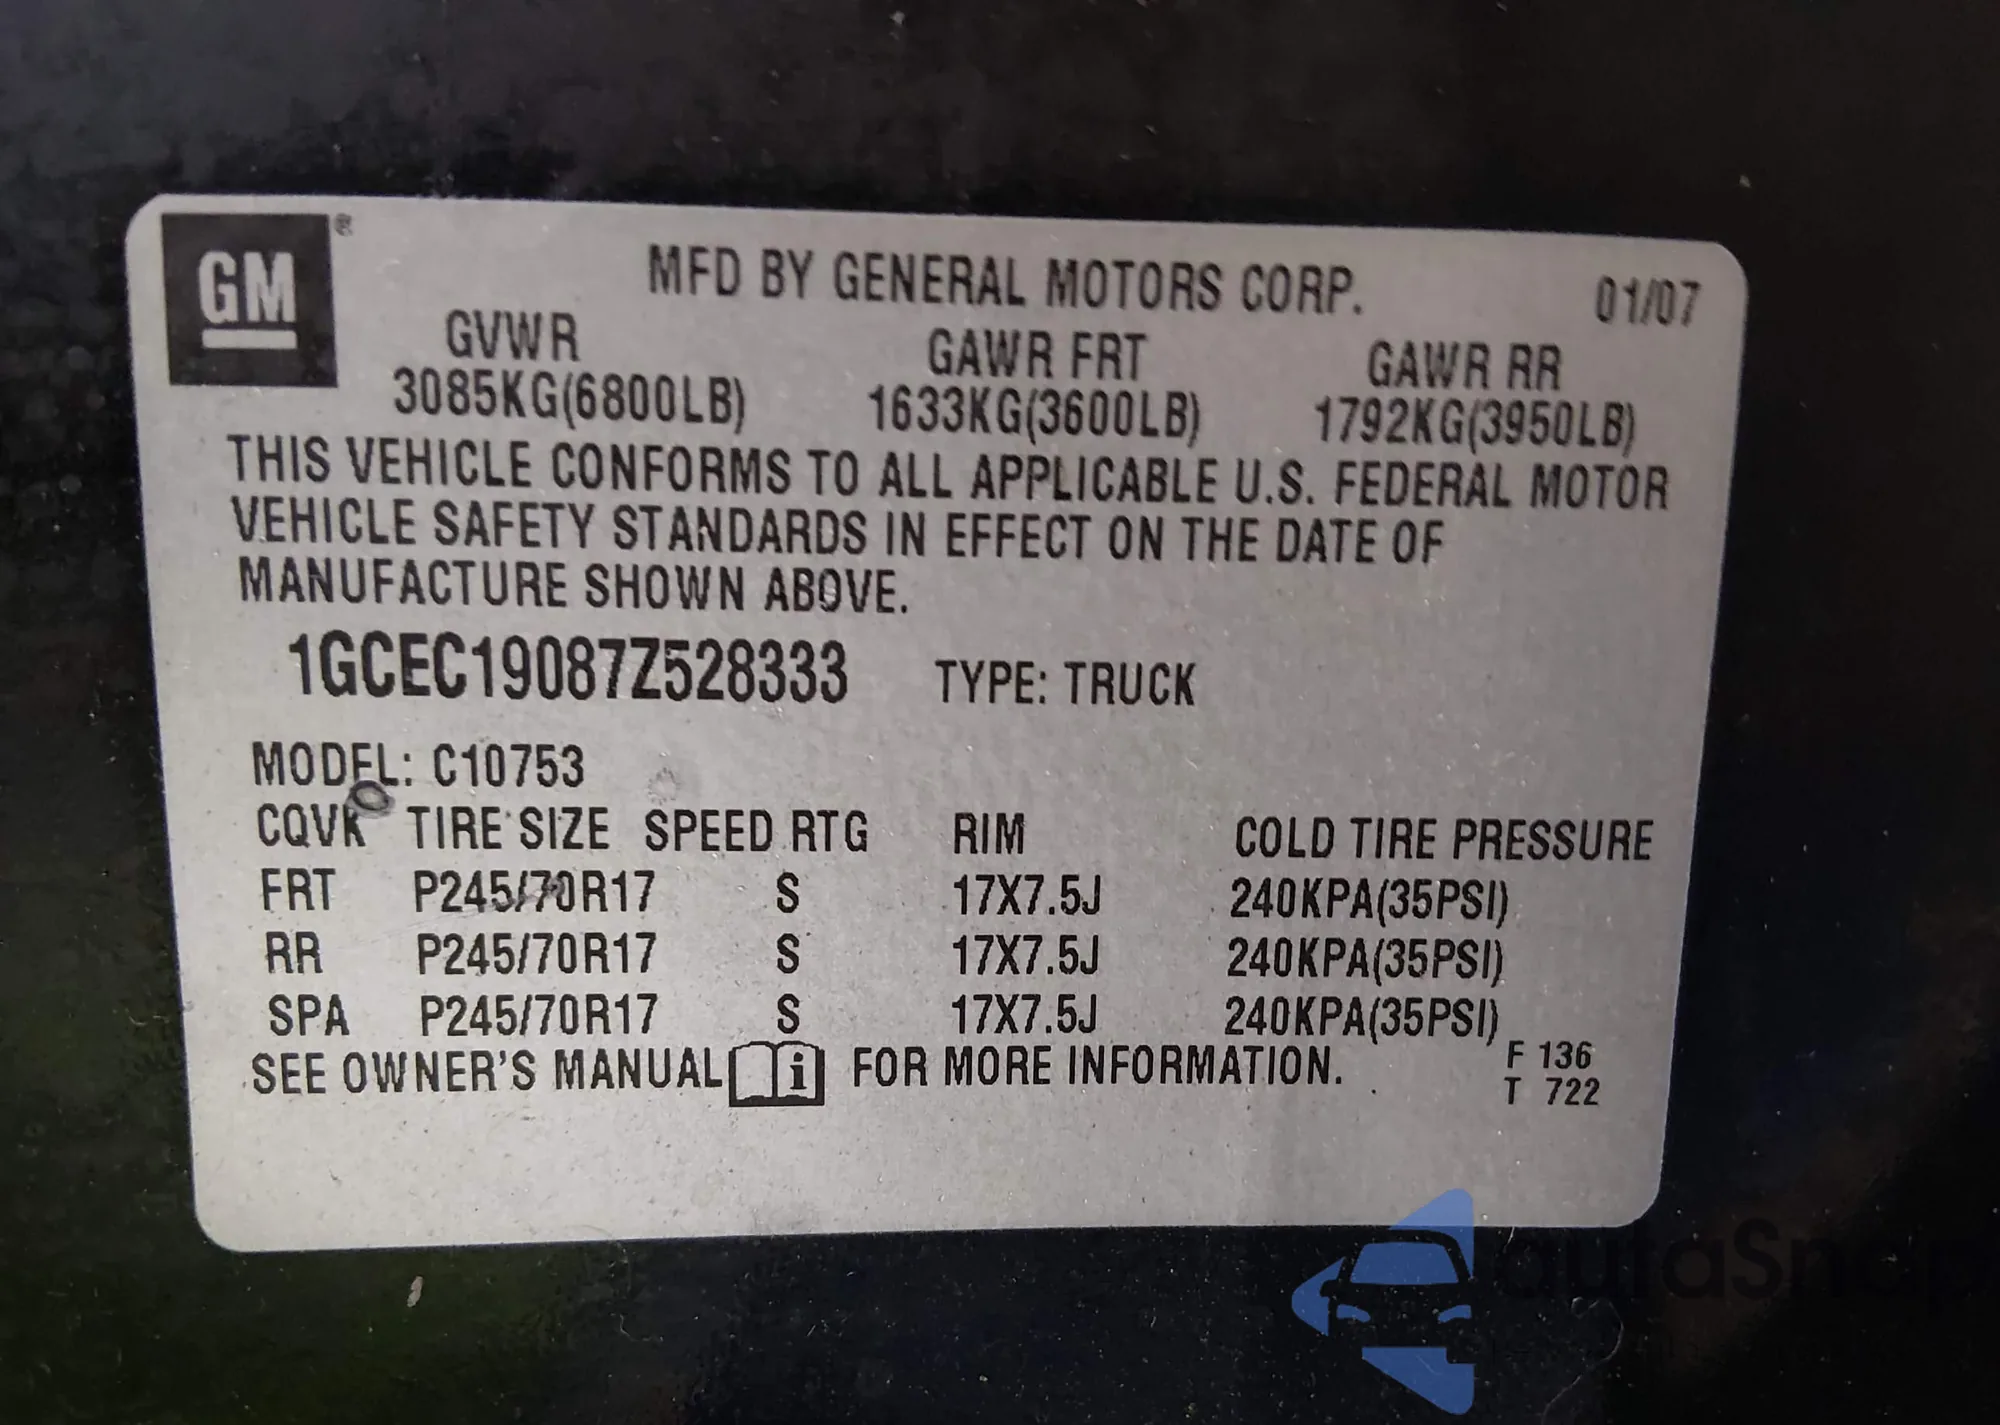 GM ®
MFD BY GENERAL MOTORS CORP. 01/07
GVWR GAWR FRT GAWR RR
3085KG(6800LB) 1633KG(3600LB) 1792KG(3950LB)
THIS VEHICLE CONFORMS TO ALL APPLICABLE U.S. FEDERAL MOTOR
VEHICLE SAFETY STANDARDS IN EFFECT ON THE DATE OF
MANUFACTURE SHOWN ABOVE.
1GCEC19087Z528333 TYPE: TRUCK
MODEL: C10753
CQVK TIRE SIZE SPEED RTG RIM COLD TIRE PRESSURE
FRT P245/70R17 S 17X7.5J 240KPA(35PSI)
RR P245/70R17 S 17X7.5J 240KPA(35PSI)
SPA P245/70R17 S 17X7.5J 240KPA(35PSI)
SEE OWNER'S MANUAL i FOR MORE INFORMATION.
F 136
T 722
autaSnap